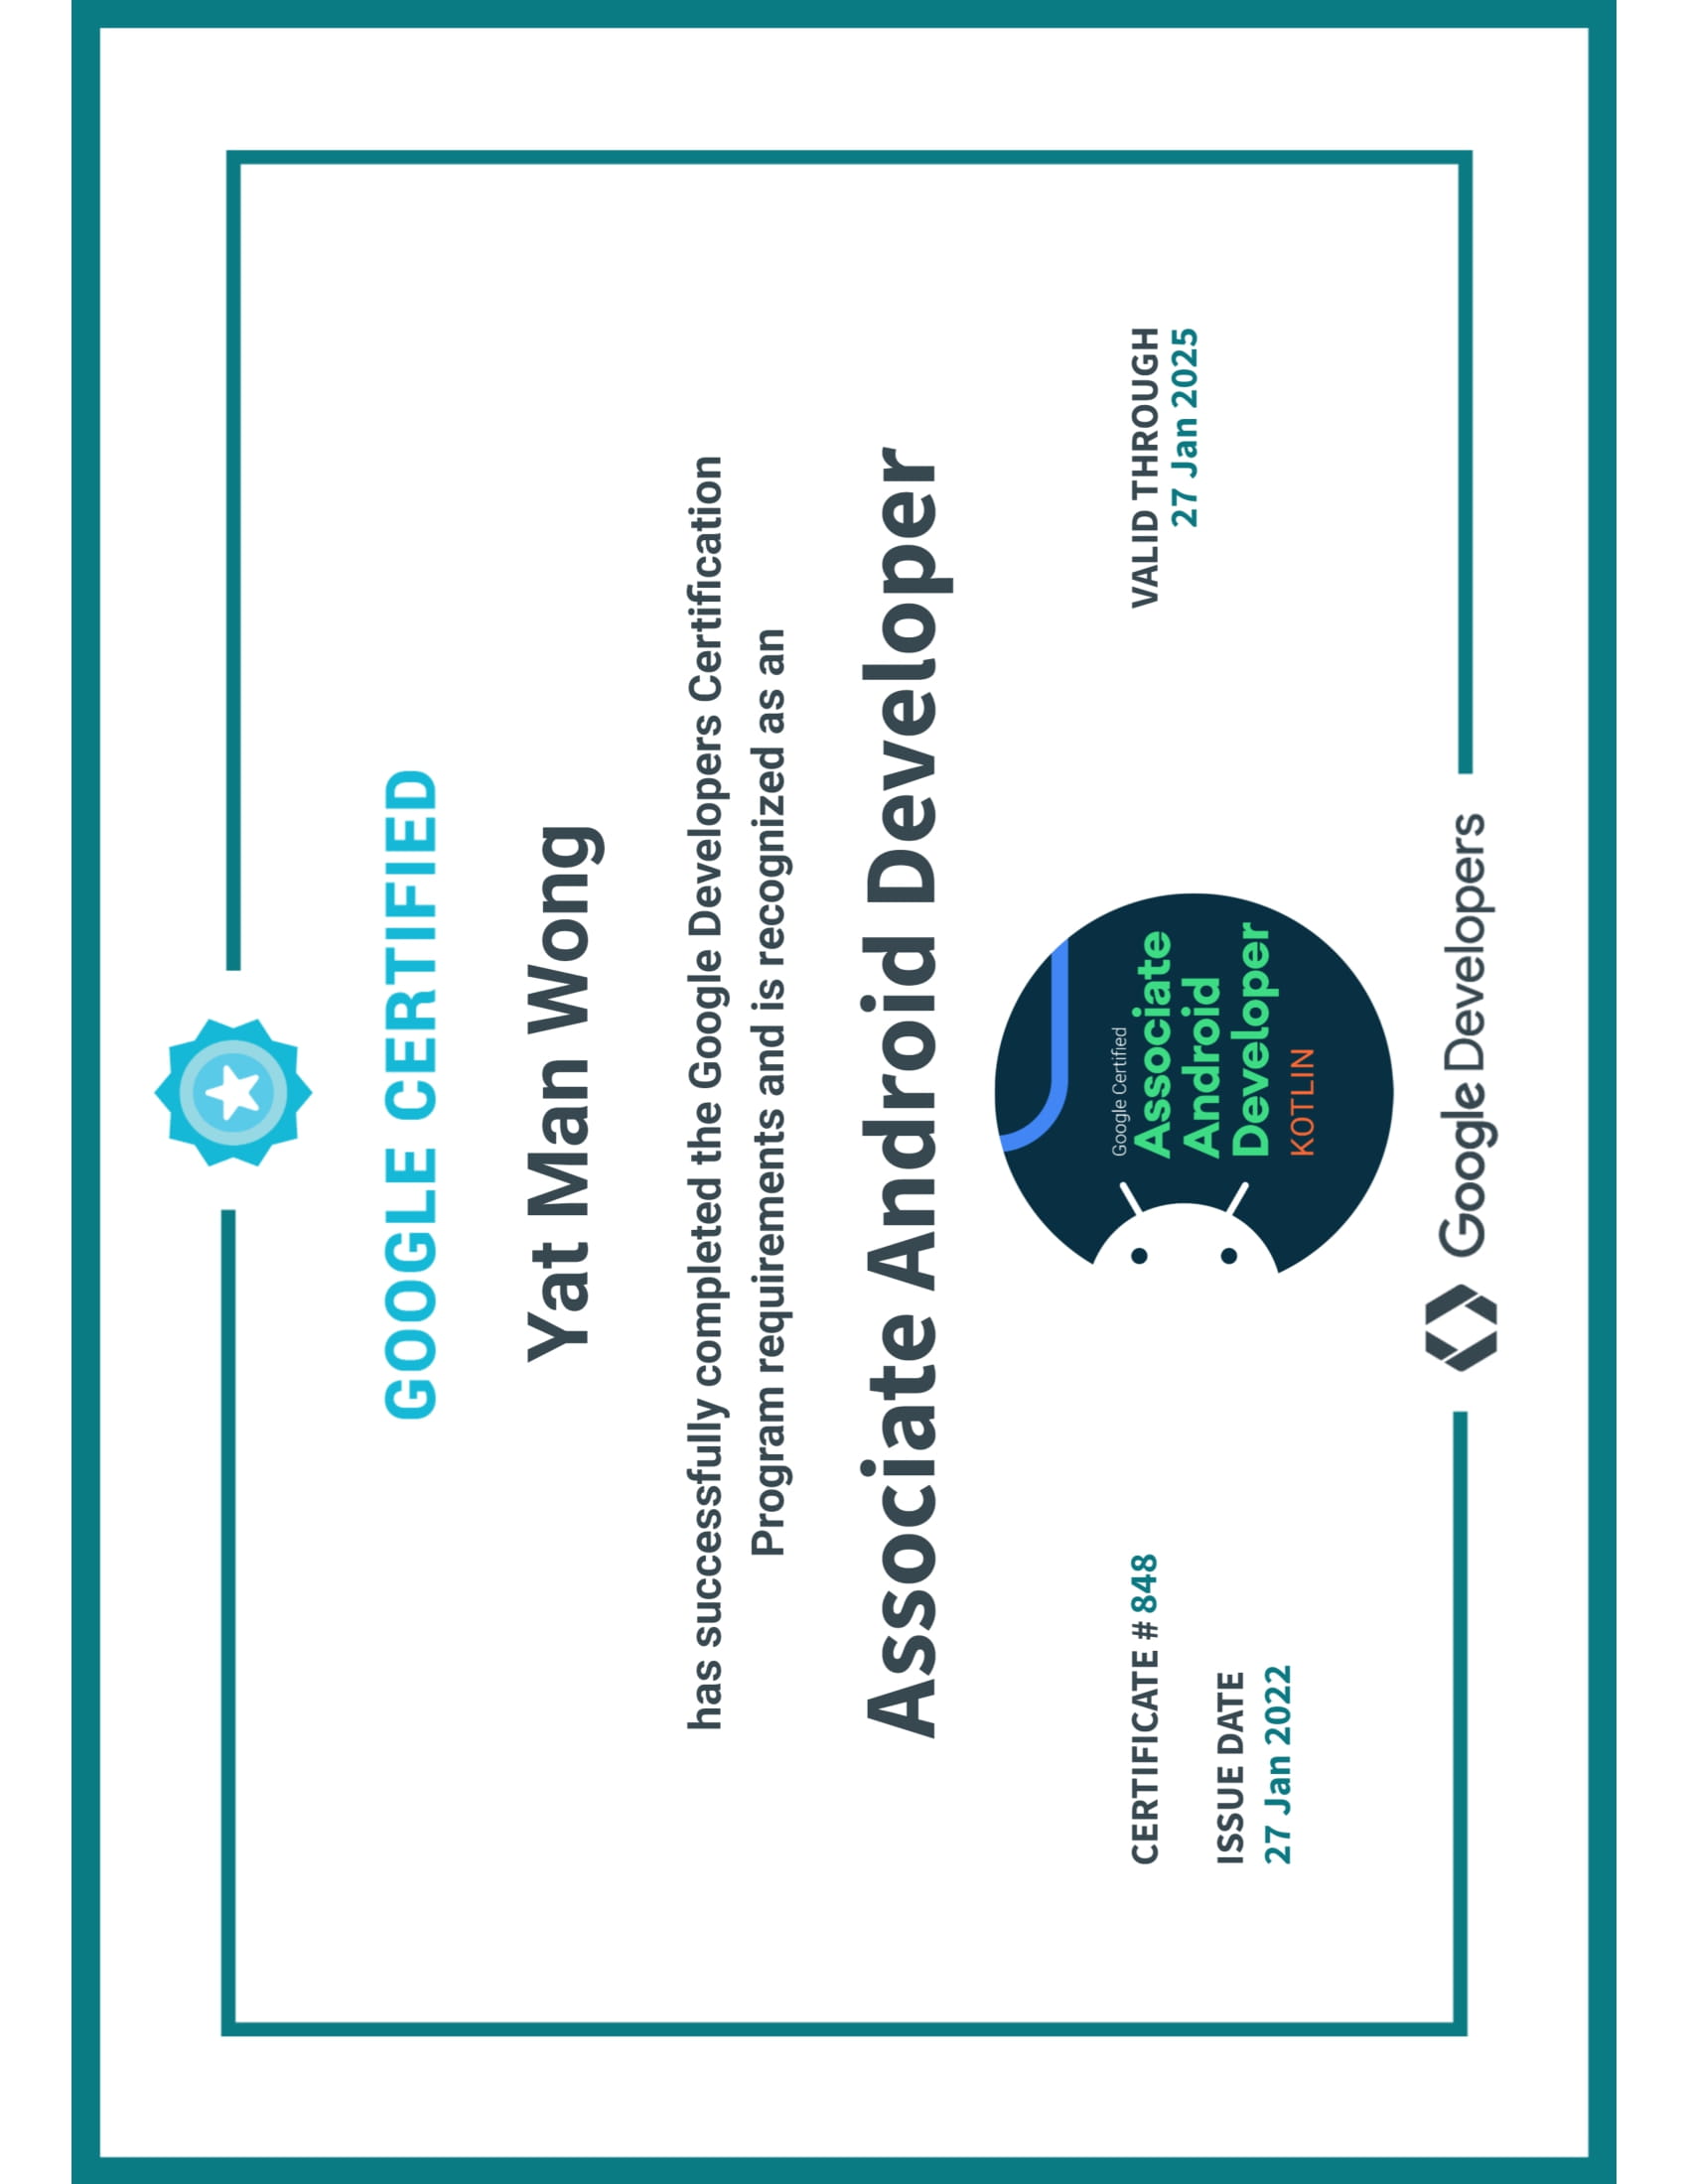 GOOGLE CERTIFIED
Yat Man Wong
has successfully completed the Google Developers Certification
Program requirements and is recognized as an
Associate Android Developer
CERTIFICATE # 848
ISSUE DATE
27 Jan 2022
Google Certified
Associate
Android
Developer
KOTLIN
VALID THROUGH
27 Jan 2025
Google Developers